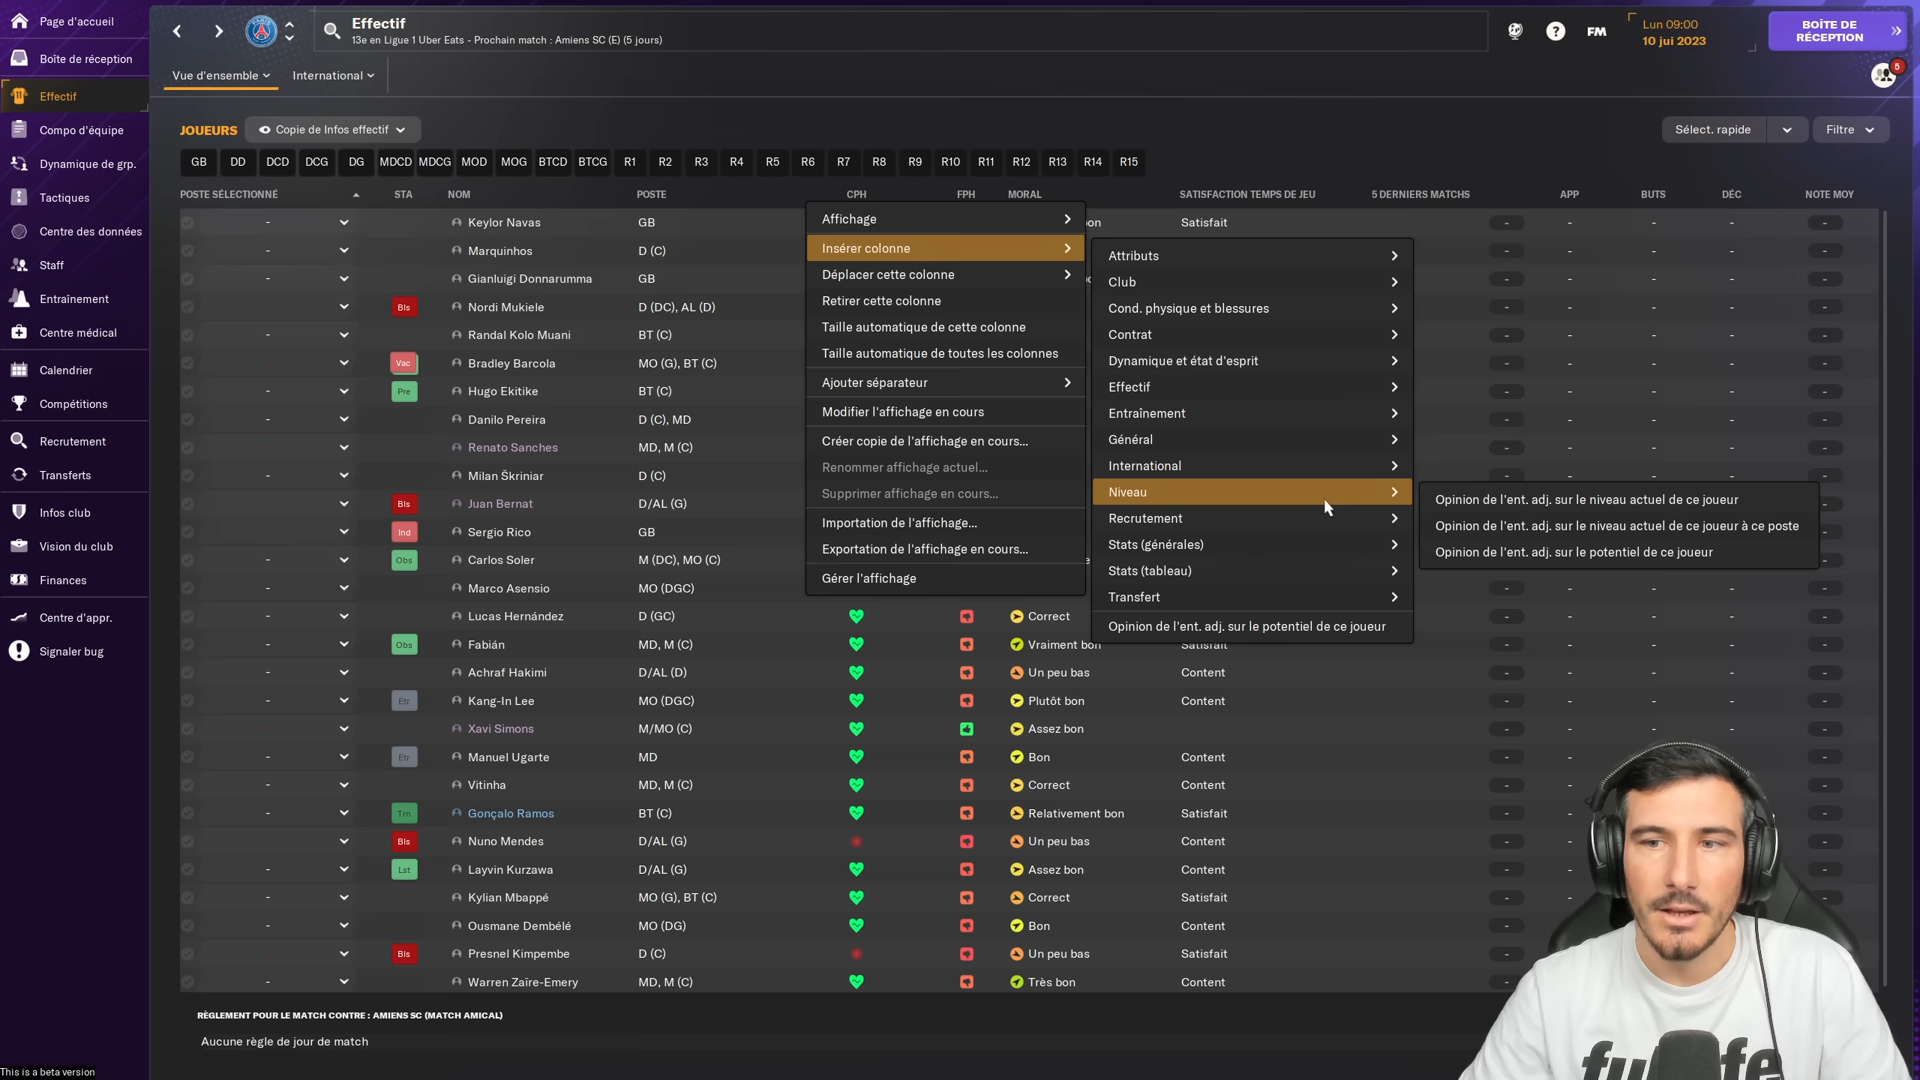 Page d'accueil
Boîte de réception
Effectif
Compo d'équipe
Dynamique de grp.
Tactiques
Centre des données
Staff
Entraînement
Centre médical
Calendrier
Compétitions
Recrutement
Transferts
Infos club
Vision du club
Finances
Centre d'appr.
Signaler bug
This is a beta version
Effectif
13e en Ligue 1 Uber Eats - Prochain match : Amiens SC (E) (5 jours)
FM
Lun 09:00
10 jui 2023
BOÎTE DE RÉCEPTION
5
Vue d'ensemble International
JOUEURS Copie de Infos effectif Sélect. rapide Filtre
GB DD DCD DCG DG MDCD MDCG MOD MOG BTCD BTCG R1 R2 R3 R4 R5 R6 R7 R8 R9 R10 R11 R12 R13 R14 R15
POSTE SÉLECTIONNÉ STA NOM POSTE CPH FPH MORAL SATISFACTION TEMPS DE JEU 5 DERNIERS MATCHS APP BUTS DÉC NOTE MOY
- Keylor Navas GB on Satisfait - - - - -
- Marquinhos D (C) - - - - -
- Gianluigi Donnarumma GB - - - - -
- Bls Nordi Mukiele D (DC), AL (D) - - - - -
- Randal Kolo Muani BT (C) - - - - -
- Vac Bradley Barcola MO (G), BT (C) - - - - -
- Pre Hugo Ekitike BT (C) - - - - -
- Danilo Pereira D (C), MD - - - - -
- Renato Sanches MD, M (C) - - - - -
- Milan Škriniar D (C) - - - - -
- Bls Juan Bernat D/AL (G)
- Ind Sergio Rico GB
- Obs Carlos Soler M (DC), MO (C) e
- Marco Asensio MO (DGC) - - - - -
- Lucas Hernández D (GC) Correct - - - - -
- Obs Fabián MD, M (C) Vraiment bon Satisfait - - - - -
- Achraf Hakimi D/AL (D) Un peu bas Content - - - - -
- Etr Kang-In Lee MO (DGC) Plutôt bon Content - - - - -
- Xavi Simons M/MO (C) Assez bon - - - - -
- Etr Manuel Ugarte MD Bon Content - - - -
- Vitinha MD, M (C) Correct Content - - -
- Trn Gonçalo Ramos BT (C) Relativement bon Satisfait - - -
- Bls Nuno Mendes D/AL (G) Un peu bas Content - - -
- Lst Layvin Kurzawa D/AL (G) Assez bon Content - - -
- Kylian Mbappé MO (G), BT (C) Correct Satisfait - -
- Ousmane Dembélé MO (DG) Bon Content - -
- Bls Presnel Kimpembe D (C) Un peu bas Satisfait -
- Warren Zaïre-Emery MD, M (C) Très bon Content -
Affichage
Insérer colonne
Déplacer cette colonne
Retirer cette colonne
Taille automatique de cette colonne
Taille automatique de toutes les colonnes
Ajouter séparateur
Modifier l'affichage en cours
Créer copie de l'affichage en cours...
Renommer affichage actuel...
Supprimer affichage en cours...
Importation de l'affichage...
Exportation de l'affichage en cours...
Gérer l'affichage
Attributs
Club
Cond. physique et blessures
Contrat
Dynamique et état d'esprit
Effectif
Entraînement
Général
International
Niveau
Recrutement
Stats (générales)
Stats (tableau)
Transfert
Opinion de l'ent. adj. sur le potentiel de ce joueur
Opinion de l'ent. adj. sur le niveau actuel de ce joueur
Opinion de l'ent. adj. sur le niveau actuel de ce joueur à ce poste
Opinion de l'ent. adj. sur le potentiel de ce joueur
RÈGLEMENT POUR LE MATCH CONTRE : AMIENS SC (MATCH AMICAL)
Aucune règle de jour de match